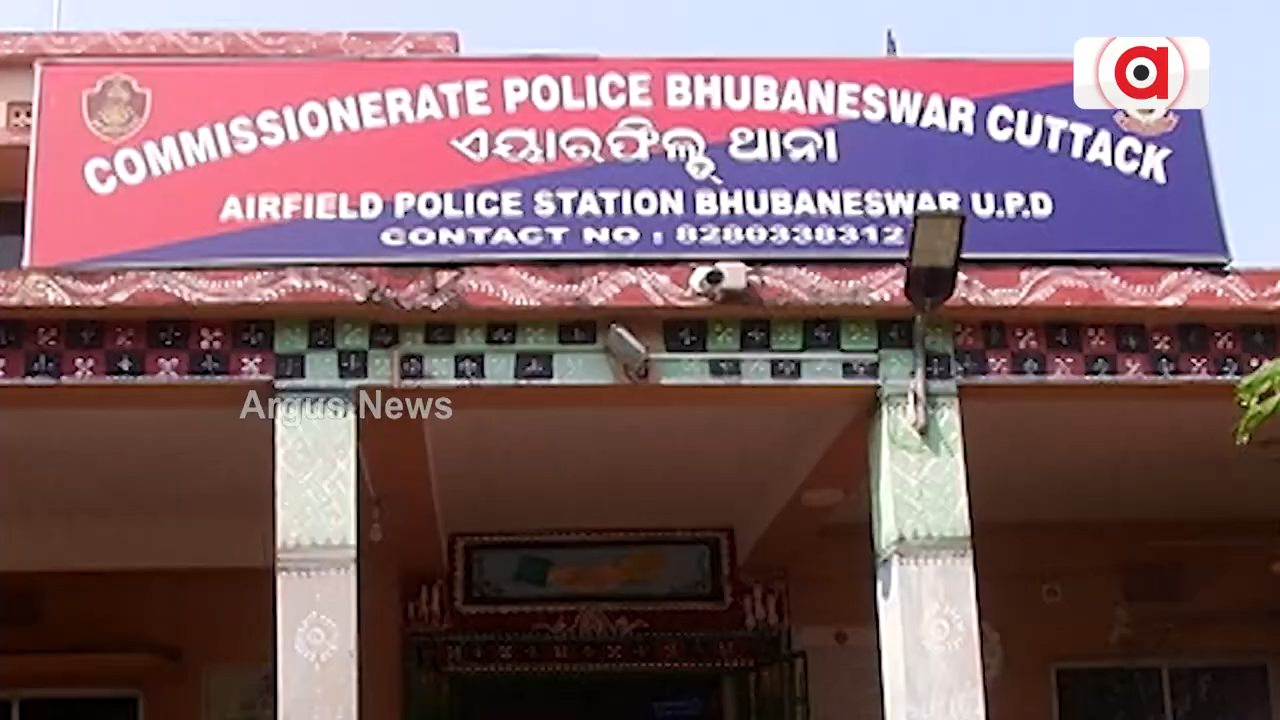 COMMISSIONERATE POLICE BHUBANESWAR CUTTACK
ଏୟାରଫିଲ୍ଡ ଥାନା
AIRFIELD POLICE STATION BHUBANESWAR U.P.D
CONTACT NO : 8280338312
a
Argus News